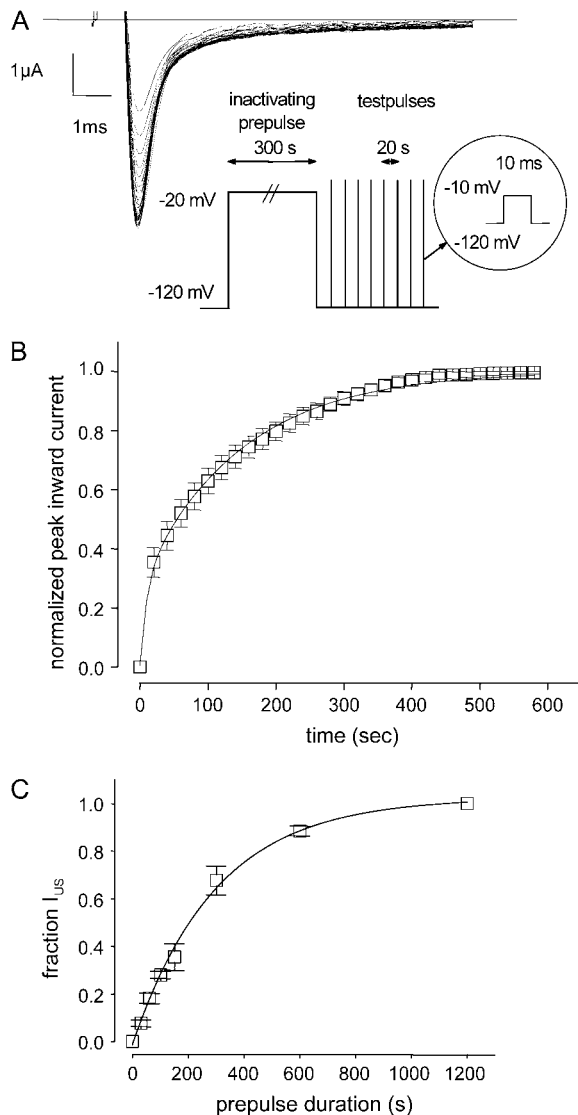 A
1µA
1ms
inactivating prepulse
testpulses
300 s
20 s
10 ms
-20 mV
-10 mV
-120 mV
-120 mV
B
normalized peak inward current
1.0
0.8
0.6
0.4
0.2
0.0
0 100 200 300 400 500 600
time (sec)
C
fraction I_US
1.0
0.8
0.6
0.4
0.2
0.0
0 200 400 600 800 1000 1200
prepulse duration (s)